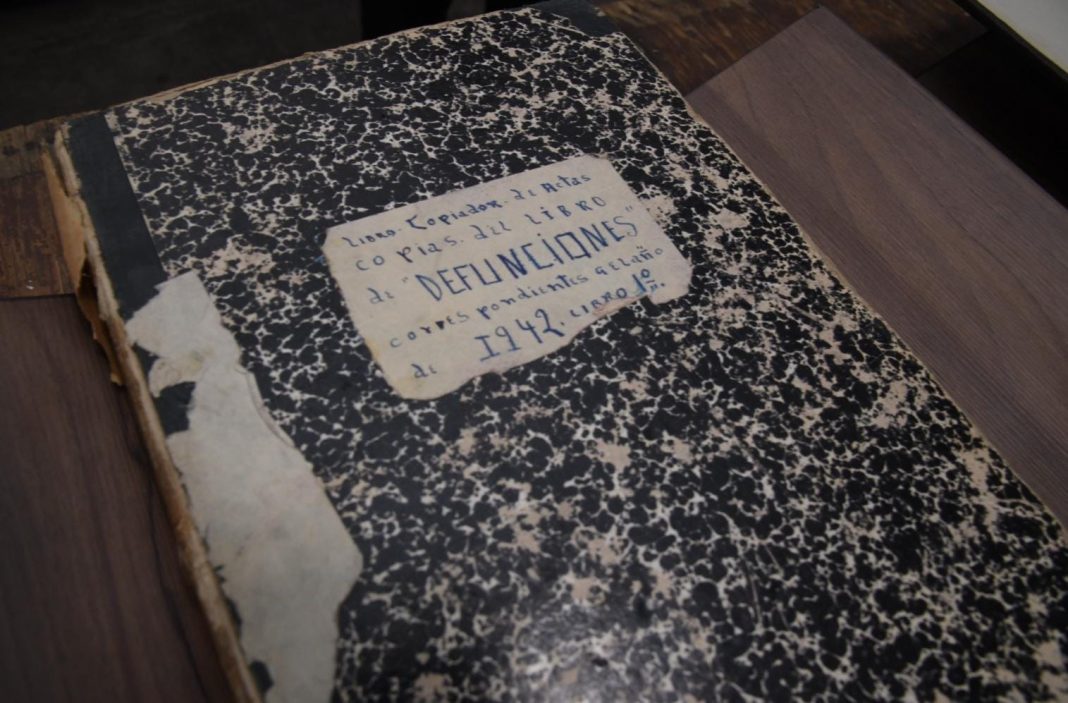 Libro. Copiador. de Actas
copias. del LIBRO
de "DEFUNCIONES"
correspondientes al año
de 1942. LIBRO 1º.